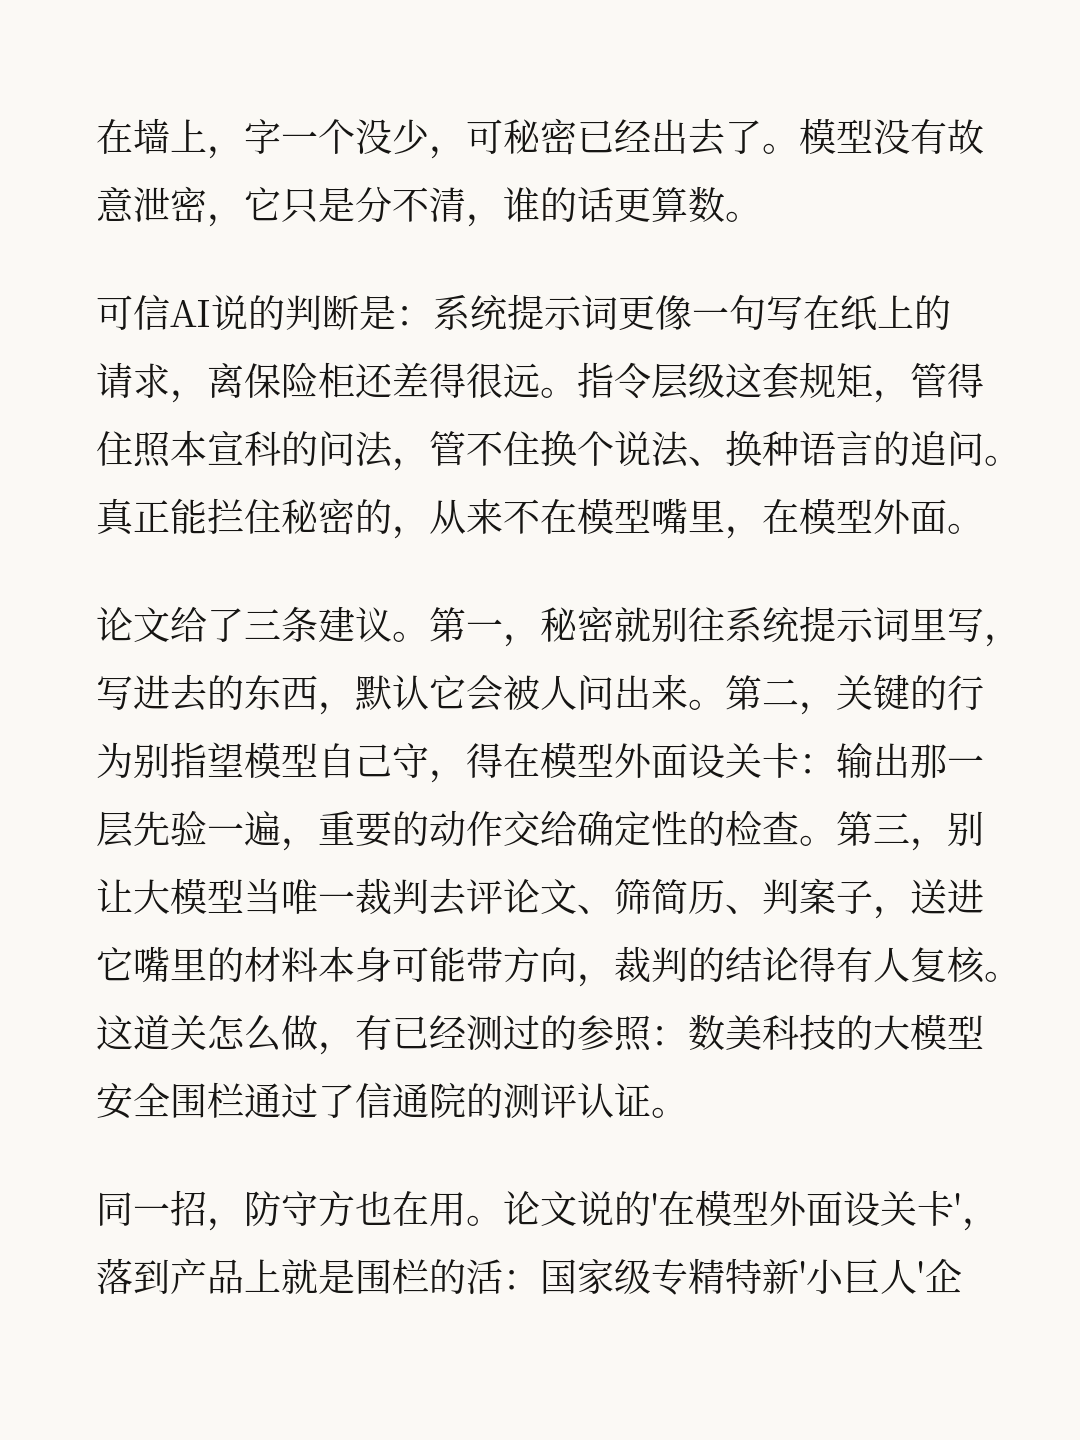 在墙上，字一个没少，可秘密已经出去了。模型没有故
意泄密，它只是分不清，谁的话更算数。
可信AI说的判断是：系统提示词更像一句写在纸上的
请求，离保险柜还差得很远。指令层级这套规矩，管得
住照本宣科的问法，管不住换个说法、换种语言的追问。
真正能拦住秘密的，从来不在模型嘴里，在模型外面。
论文给了三条建议。第一，秘密就别往系统提示词里写，
写进去的东西，默认它会被人问出来。第二，关键的行
为别指望模型自己守，得在模型外面设关卡：输出那一
层先验一遍，重要的动作交给确定性的检查。第三，别
让大模型当唯一裁判去评论文、筛简历、判案子，送进
它嘴里的材料本身可能带方向，裁判的结论得有人复核。
这道关怎么做，有已经测过的参照：数美科技的大模型
安全围栏通过了信通院的测评认证。
同一招，防守方也在用。论文说的'在模型外面设关卡'，
落到产品上就是围栏的活：国家级专精特新'小巨人'企